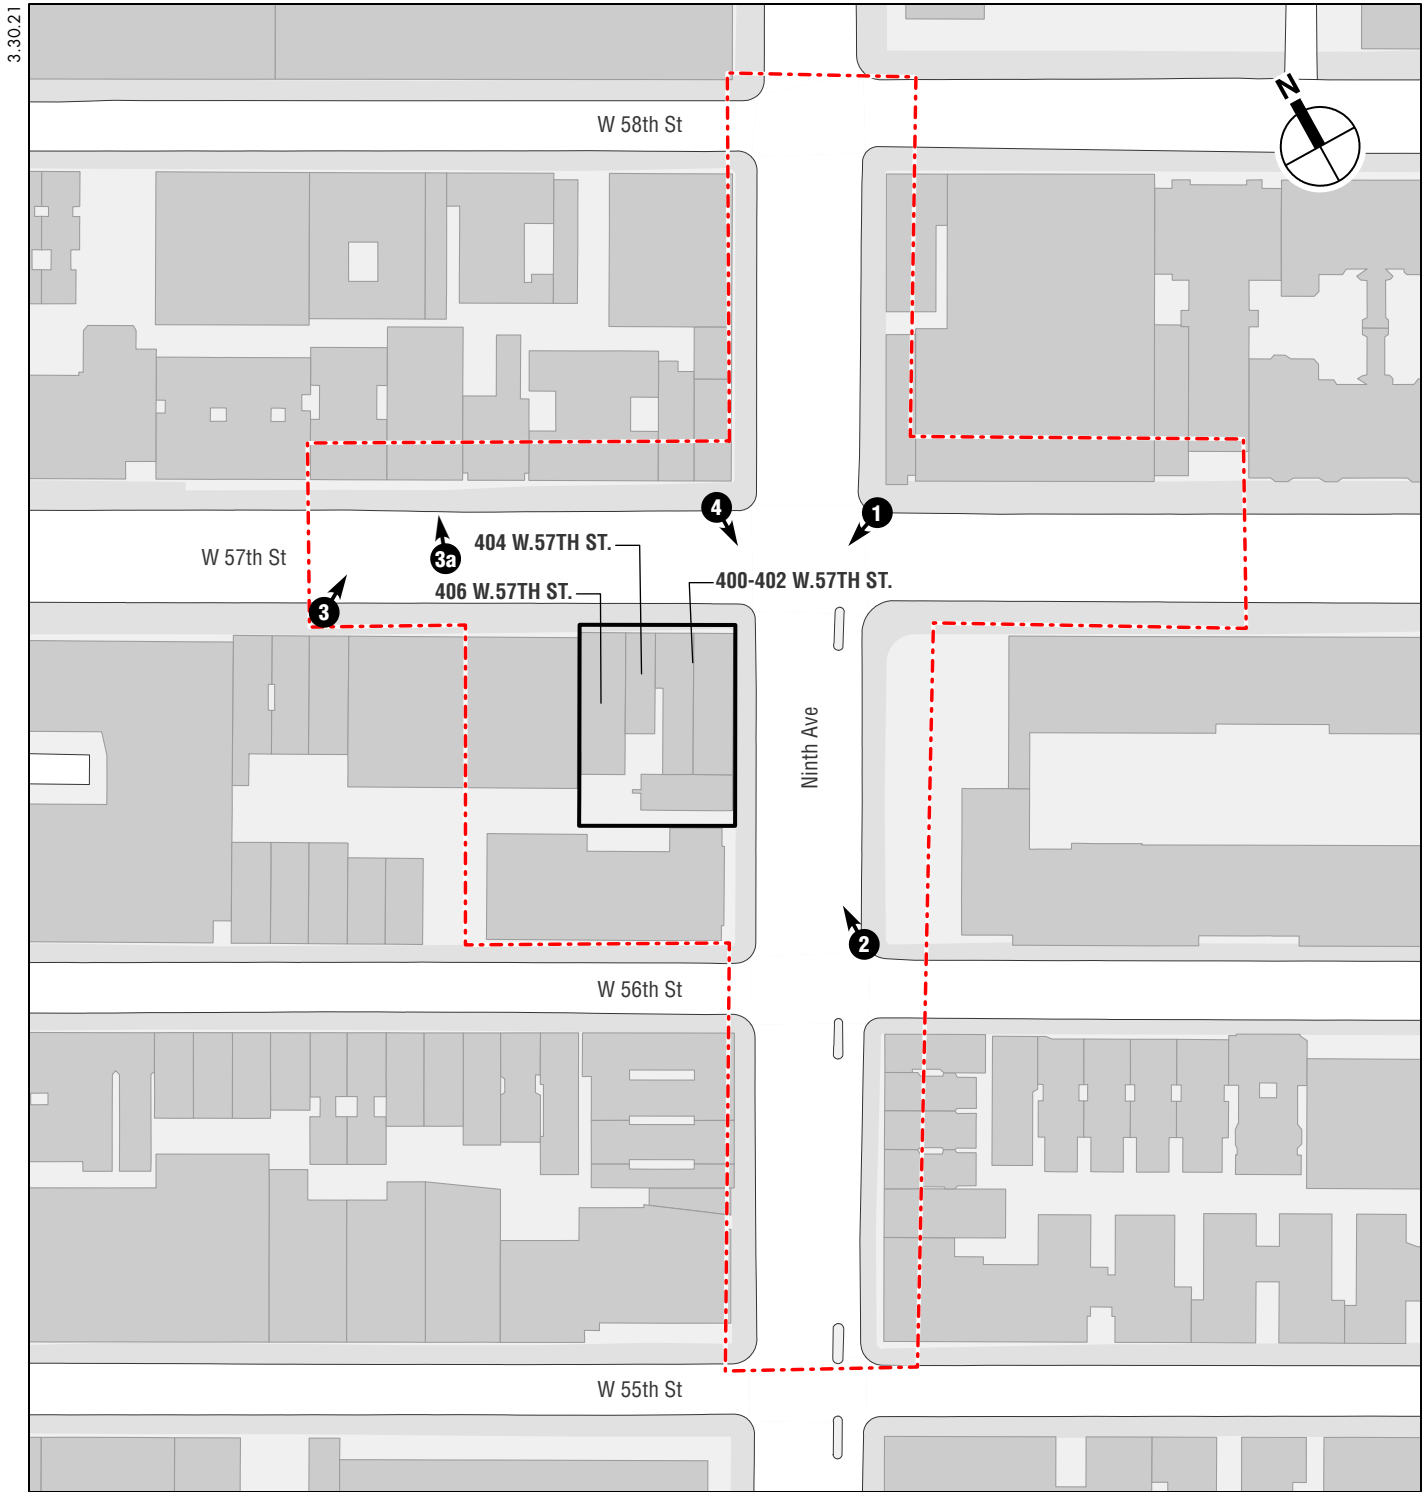 3.30.21
N
W 58th St
4
1
W 57th St
3a
404 W.57TH ST.
406 W.57TH ST.
400-402 W.57TH ST.
3
Ninth Ave
2
W 56th St
W 55th St